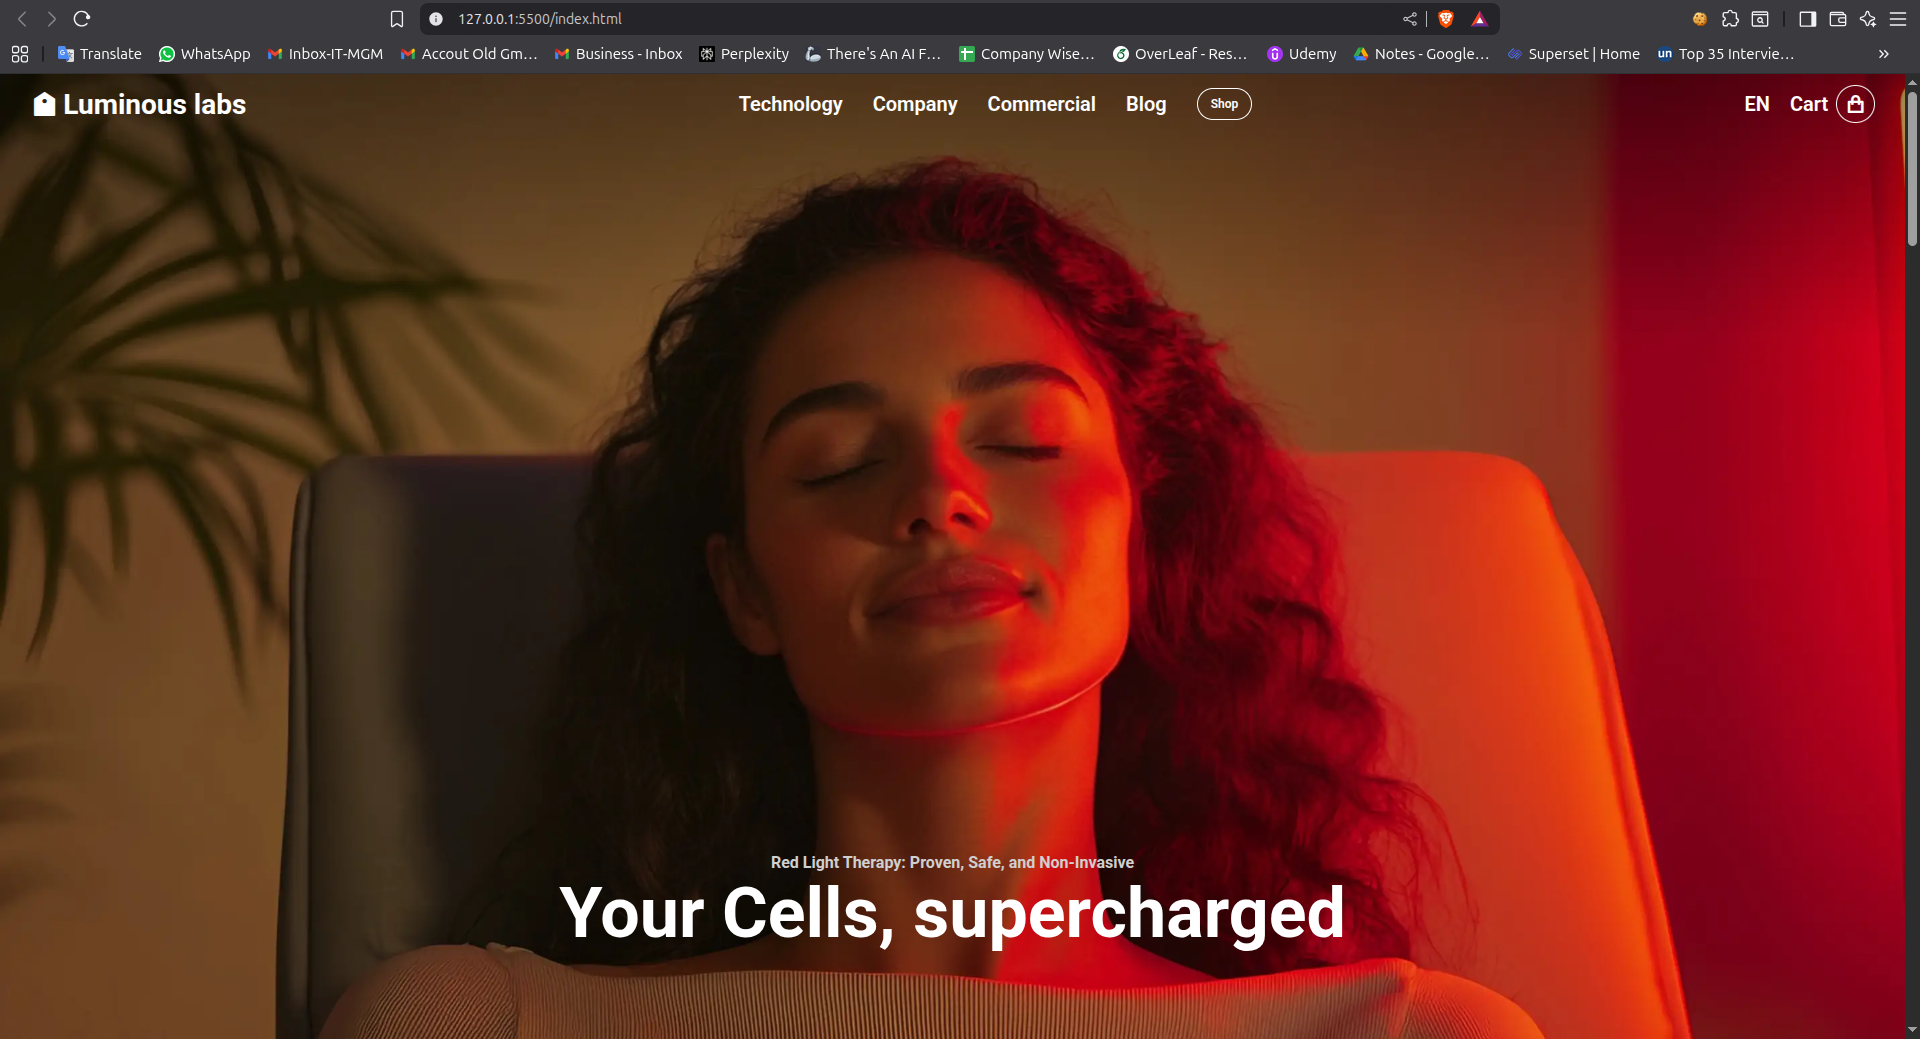 127.0.0.1:5500/index.html
Translate WhatsApp Inbox-IT-MGM Accout Old Gm... Business - Inbox Perplexity There's An AI F... Company Wise... OverLeaf - Res... Udemy Notes - Google... Superset | Home un Top 35 Intervie... »
Luminous labs Technology Company Commercial Blog Shop EN Cart
Red Light Therapy: Proven, Safe, and Non-Invasive
Your Cells, supercharged